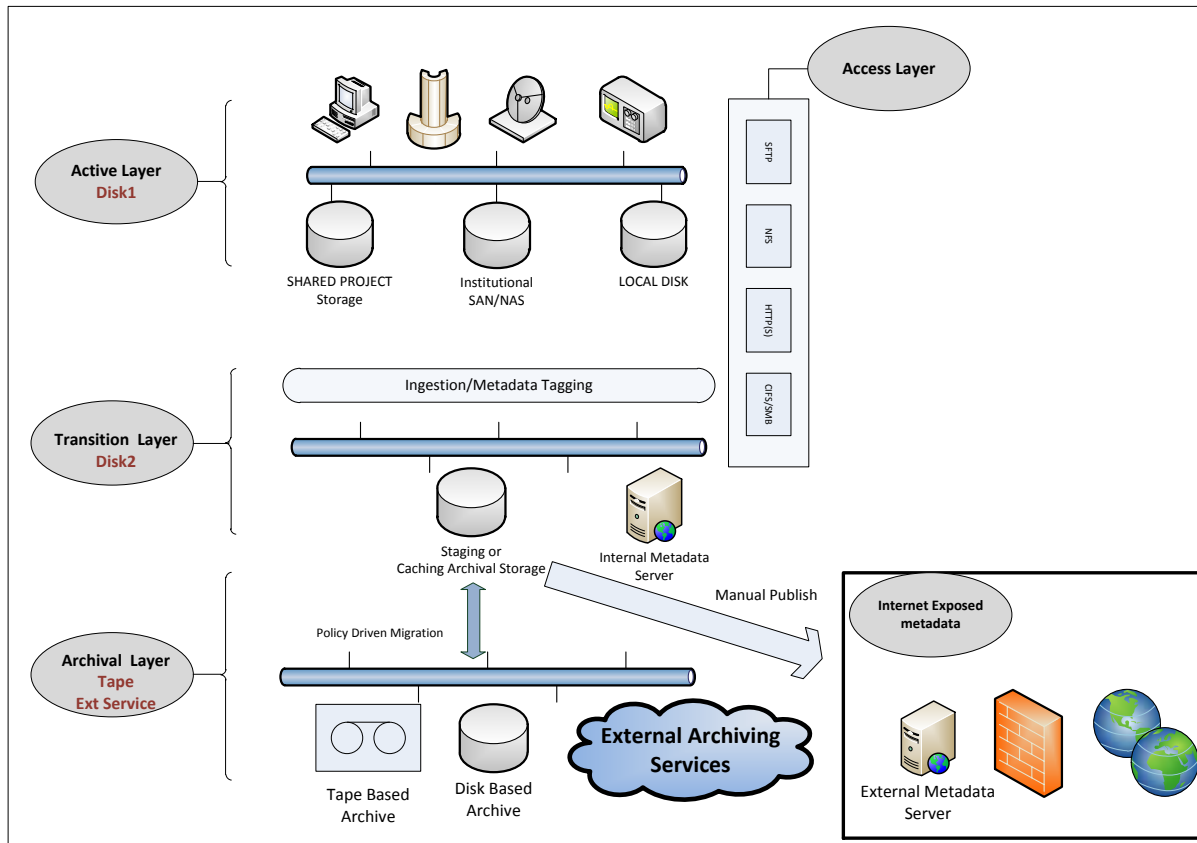 Access Layer
SFTP
NFS
HTTP(S)
CIFS/SMB
Active Layer
Disk1
SHARED PROJECT
Storage
Institutional
SAN/NAS
LOCAL DISK
Ingestion/Metadata Tagging
Transition Layer
Disk2
Staging or
Caching Archival Storage
Internal Metadata
Server
Manual Publish
Policy Driven Migration
Archival Layer
Tape
Ext Service
Tape Based
Archive
Disk Based
Archive
External Archiving
Services
Internet Exposed
metadata
External Metadata
Server